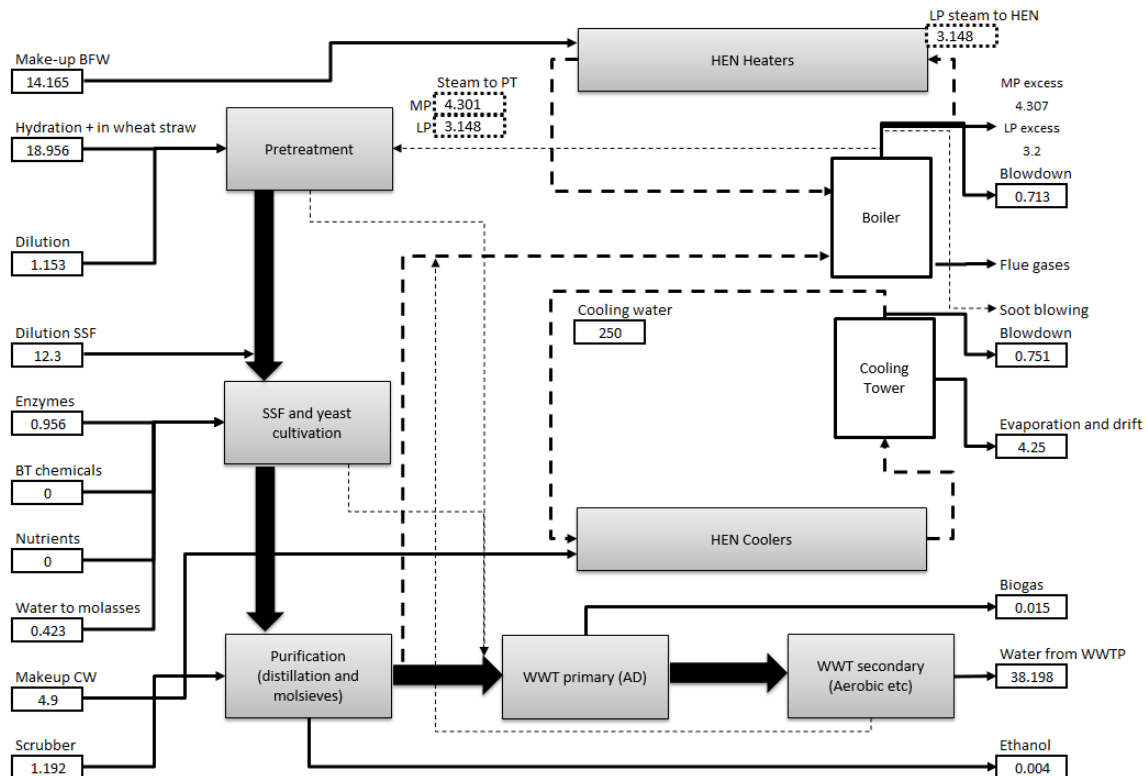 LP steam to HEN
3.148
HEN Heaters
Make-up BFW
14.165
Steam to PT
MP 4.301
LP 3.148
MP excess
4.307
LP excess
3.2
Hydration + in wheat straw
18.956
Pretreatment
Blowdown
0.713
Boiler
Dilution
1.153
Flue gases
Cooling water
250
Soot blowing
Blowdown
0.751
Dilution SSF
12.3
Cooling
Tower
Enzymes
0.956
SSF and yeast
cultivation
Evaporation and drift
4.25
BT chemicals
0
HEN Coolers
Nutrients
0
Biogas
0.015
Water to molasses
0.423
Purification
(distillation and
molsieves)
WWT primary (AD)
WWT secondary
(Aerobic etc)
Water from WWTP
38.198
Makeup CW
4.9
Scrubber
1.192
Ethanol
0.004